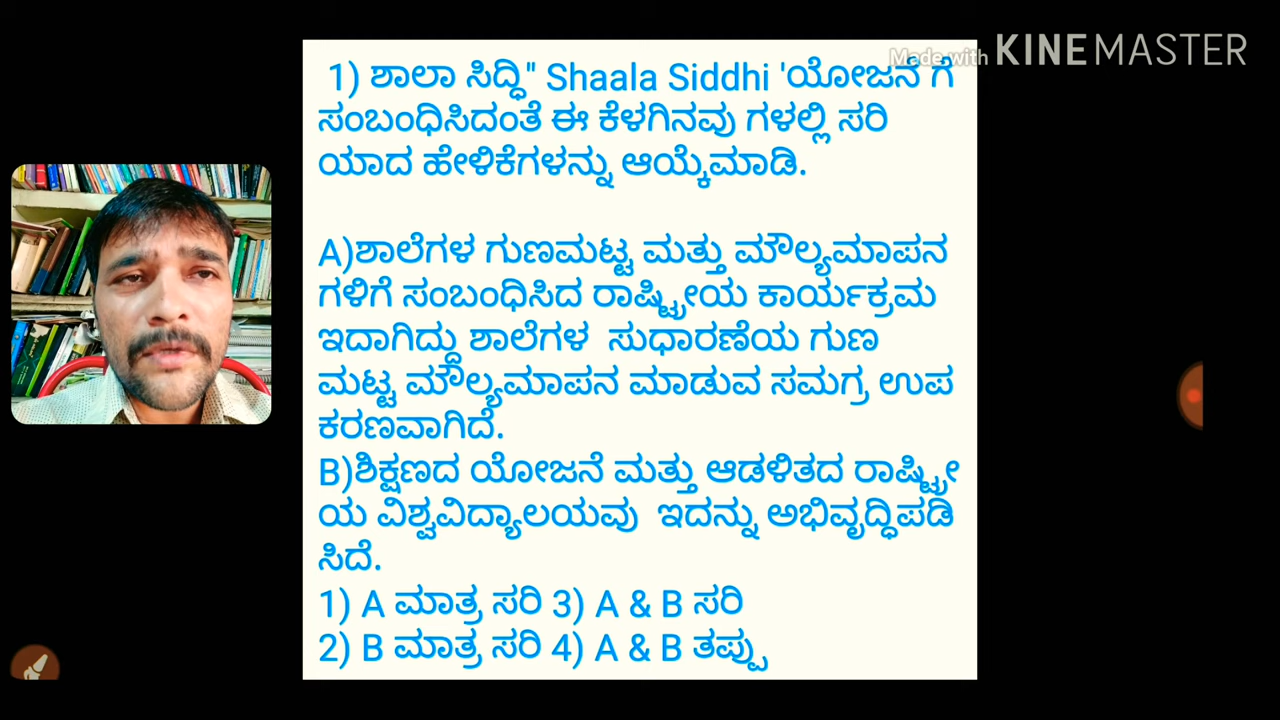 Made with KINEMASTER
1) ಶಾಲಾ ಸಿದ್ಧಿ" Shaala Siddhi 'ಯೋಜನೆ ಗೆ
ಸಂಬಂಧಿಸಿದಂತೆ ಈ ಕೆಳಗಿನವು ಗಳಲ್ಲಿ ಸರಿ
ಯಾದ ಹೇಳಿಕೆಗಳನ್ನು ಆಯ್ಕೆಮಾಡಿ.
A)ಶಾಲೆಗಳ ಗುಣಮಟ್ಟ ಮತ್ತು ಮೌಲ್ಯಮಾಪನ
ಗಳಿಗೆ ಸಂಬಂಧಿಸಿದ ರಾಷ್ಟ್ರೀಯ ಕಾರ್ಯಕ್ರಮ
ಇದಾಗಿದ್ದು ಶಾಲೆಗಳ ಸುಧಾರಣೆಯ ಗುಣ
ಮಟ್ಟ ಮೌಲ್ಯಮಾಪನ ಮಾಡುವ ಸಮಗ್ರ ಉಪ
ಕರಣವಾಗಿದೆ.
B)ಶಿಕ್ಷಣದ ಯೋಜನೆ ಮತ್ತು ಆಡಳಿತದ ರಾಷ್ಟ್ರೀ
ಯ ವಿಶ್ವವಿದ್ಯಾಲಯವು ಇದನ್ನು ಅಭಿವೃದ್ಧಿಪಡಿ
ಸಿದೆ.
1) A ಮಾತ್ರ ಸರಿ 3) A & B ಸರಿ
2) B ಮಾತ್ರ ಸರಿ 4) A & B ತಪ್ಪು